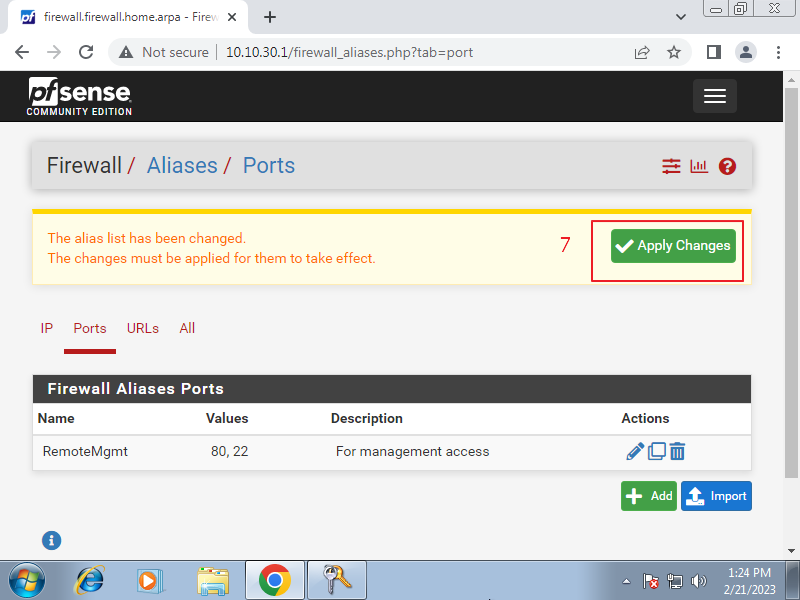 firewall.firewall.home.arpa - Firew
Not secure
10.10.30.1/firewall_aliases.php?tab=port
pfsense
COMMUNITY EDITION
Firewall / Aliases / Ports
The alias list has been changed.
The changes must be applied for them to take effect.
7
Apply Changes
IP Ports URLs All
Firewall Aliases Ports
Name Values Description Actions
RemoteMgmt 80, 22 For management access
Add Import
1:24 PM
2/21/2023